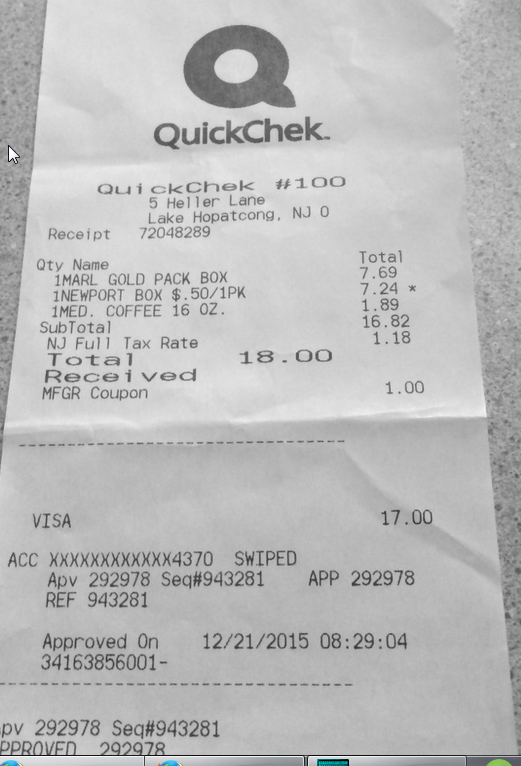 QuickChek
QuickChek #100
5 Heller Lane
Lake Hopatcong, NJ 0
Receipt 72048289
Qty Name Total
1MARL GOLD PACK BOX 7.69
1NEWPORT BOX $.50/1PK 7.24 *
1MED. COFFEE 16 OZ. 1.89
SubTotal 16.82
NJ Full Tax Rate 1.18
Total 18.00
Received
MFGR Coupon 1.00
VISA 17.00
ACC XXXXXXXXXXXX4370 SWIPED
Apv 292978 Seq#943281 APP 292978
REF 943281
Approved On 12/21/2015 08:29:04
34163856001-
pv 292978 Seq#943281
PPROVED 292978